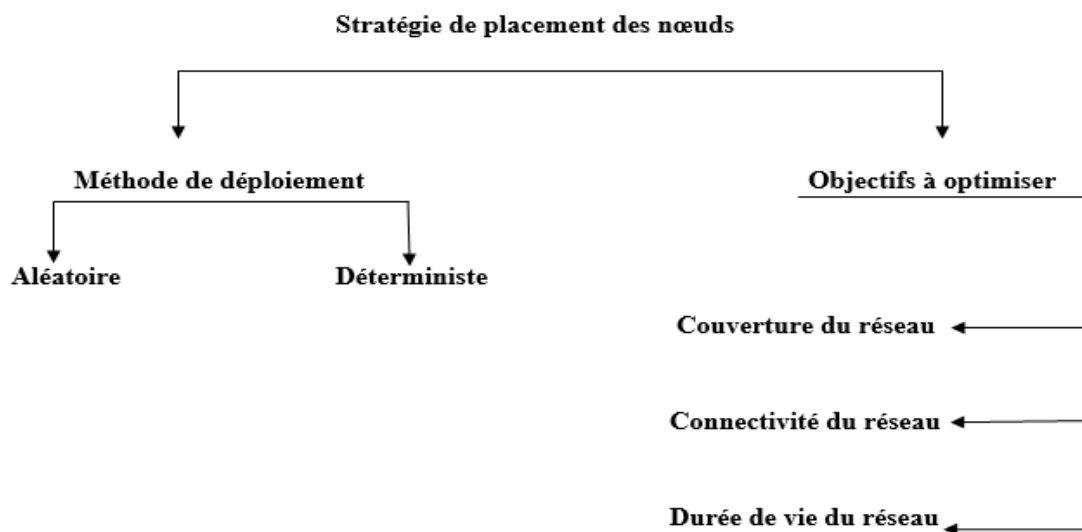 Stratégie de placement des nœuds
Méthode de déploiement
Objectifs à optimiser
Aléatoire
Déterministe
Couverture du réseau
Connectivité du réseau
Durée de vie du réseau